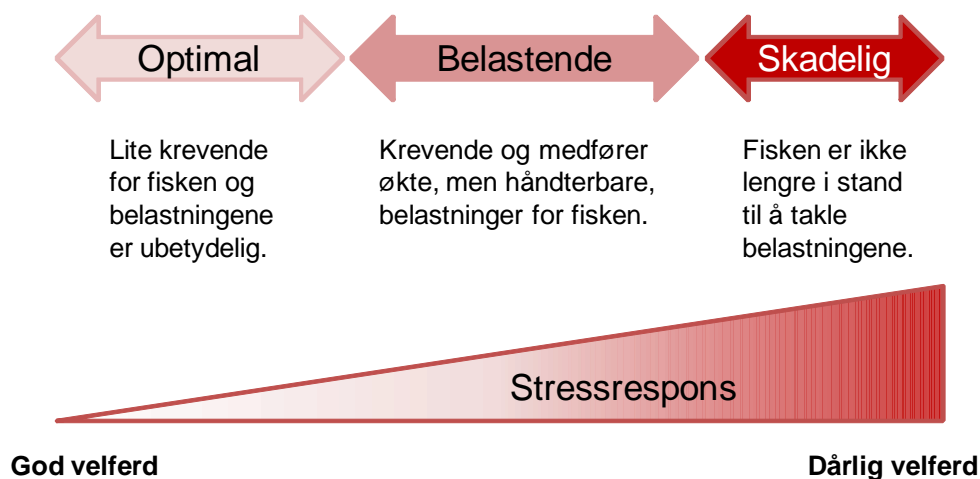 Optimal
Belastende
Skadelig
Lite krevende
for fisken og
belastningene
er ubetydelig.
Krevende og medfører
økte, men håndterbare,
belastninger for fisken.
Fisken er ikke
lengre i stand
til å takle
belastningene.
Stressrespons
God velferd
Dårlig velferd